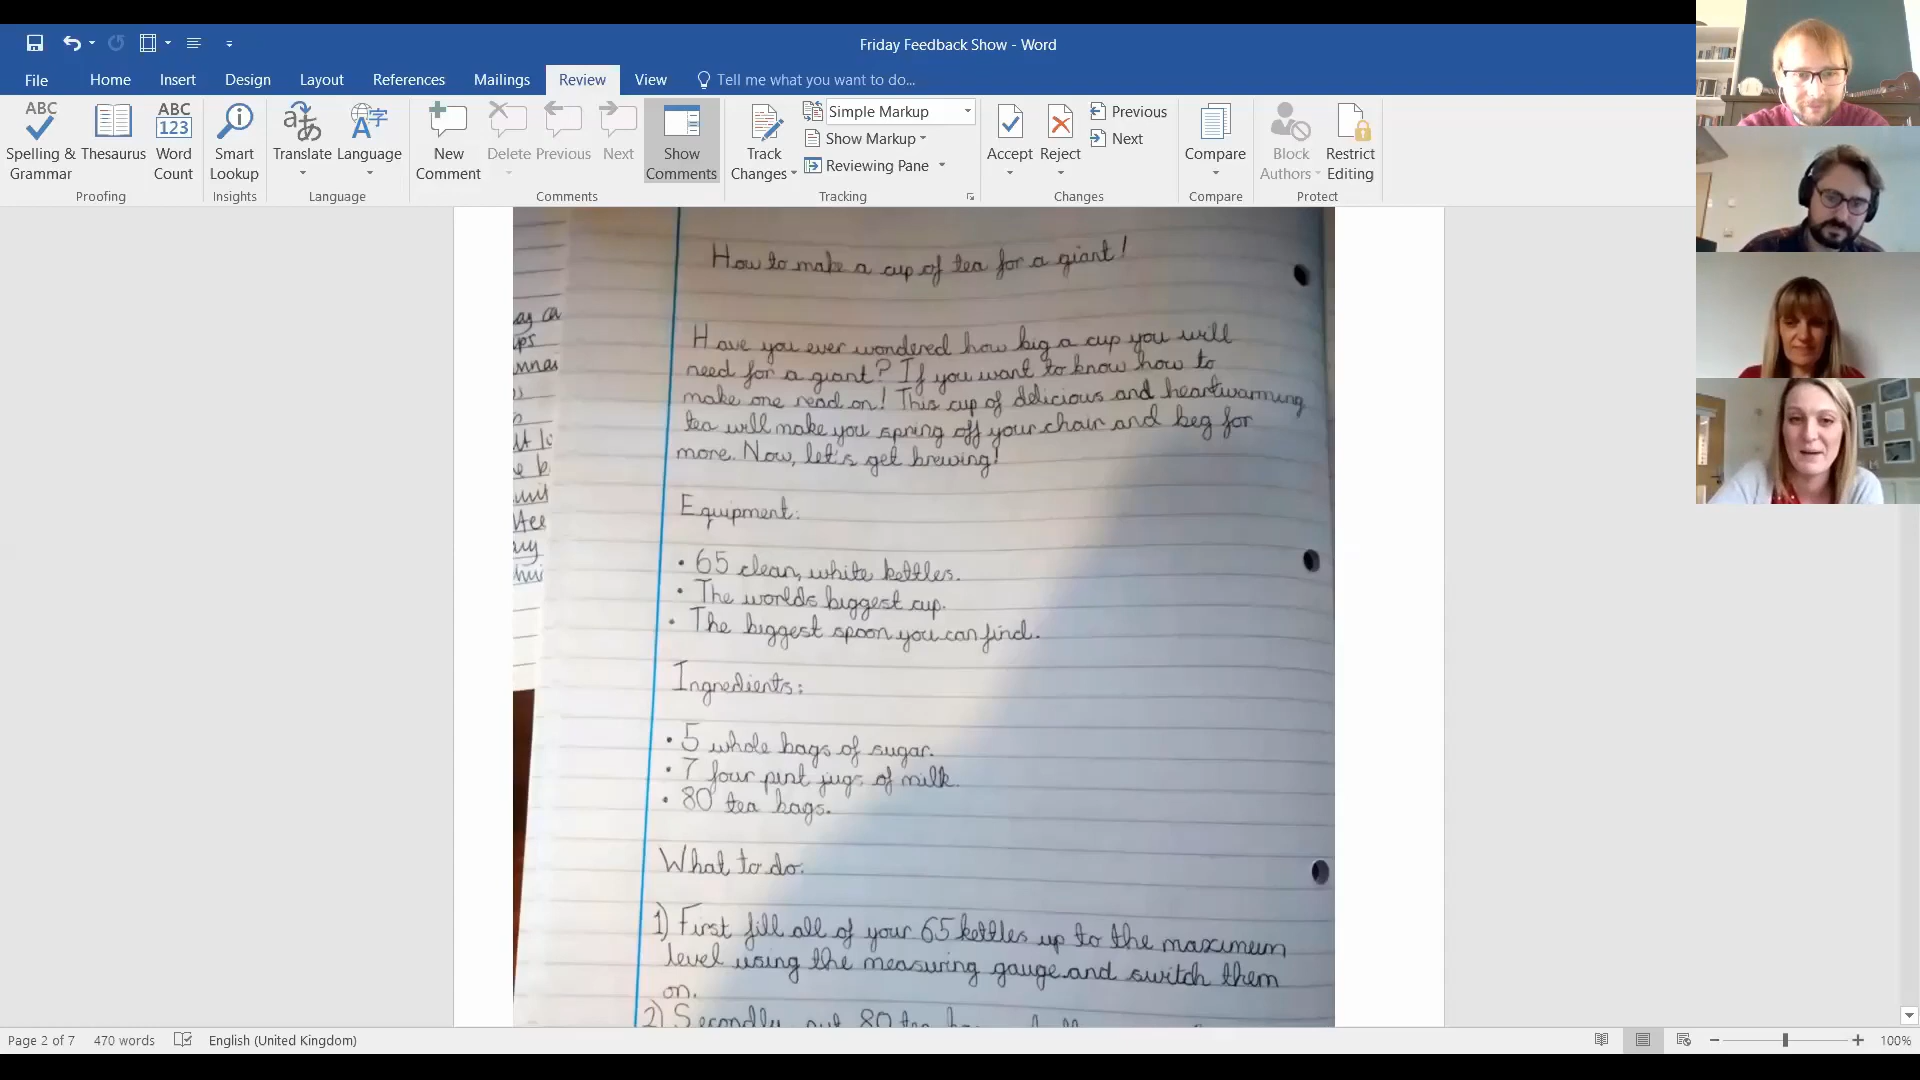 Friday Feedback Show - Word
File Home Insert Design Layout References Mailings Review View Tell me what you want to do...
ABC
Spelling & Grammar
Thesaurus
ABC
123
Word Count
Smart Lookup
Translate
Language
New Comment
Delete
Previous
Next
Show Comments
Track Changes
Simple Markup
Show Markup
Reviewing Pane
Accept
Reject
Previous
Next
Compare
Block Authors
Restrict Editing
Proofing Insights Language Comments Tracking Changes Compare Protect
How to make a cup of tea for a giant!
Have you ever wondered how big a cup you will
need for a giant? If you want to know how to
make one read on! This cup of delicious and heartwarming
tea will make you spring off your chair and beg for
more. Now, let's get brewing!
Equipment:
• 65 clean, white kettles.
• The worlds biggest cup.
• The biggest spoon you can find.
Ingredients:
• 5 whole bags of sugar.
• 7 four pint jugs of milk.
• 80 tea bags.
What to do:
1) First fill all of your 65 kettles up to the maximum
level using the measuring gauge and switch them
on.
2) Secondly put 80 tea
Page 2 of 7 470 words English (United Kingdom) 100%